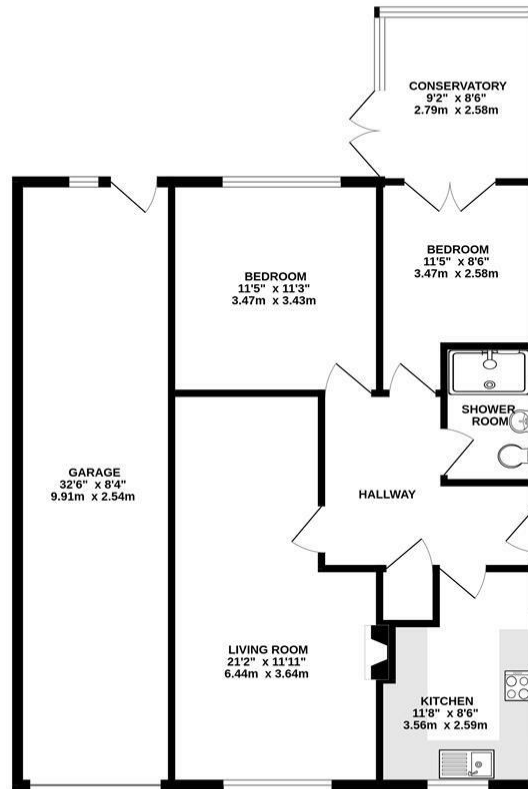 CONSERVATORY
9'2" x 8'6"
2.79m x 2.58m
BEDROOM
11'5" x 11'3"
3.47m x 3.43m
BEDROOM
11'5" x 8'6"
3.47m x 2.58m
SHOWER
ROOM
GARAGE
32'6" x 8'4"
9.91m x 2.54m
HALLWAY
LIVING ROOM
21'2" x 11'11"
6.44m x 3.64m
KITCHEN
11'8" x 8'6"
3.56m x 2.59m